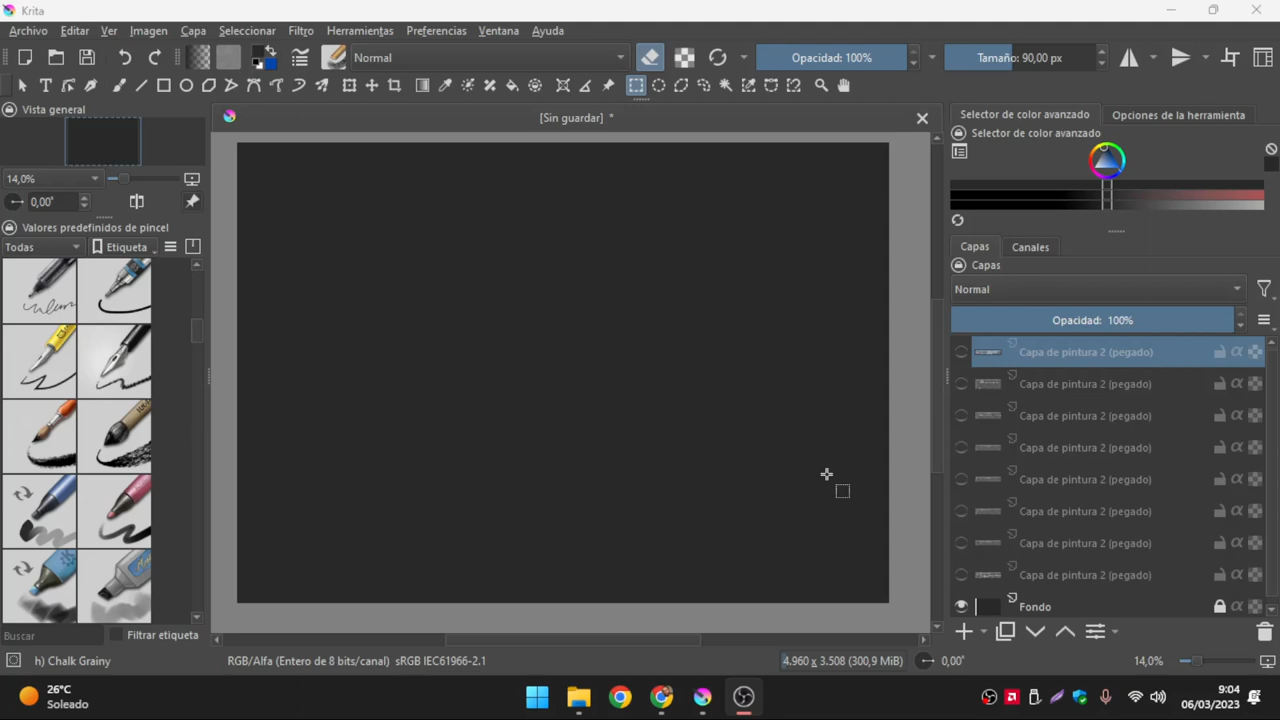 Krita
Archivo Editar Ver Imagen Capa Seleccionar Filtro Herramientas Preferencias Ventana Ayuda
Normal Opacidad: 100% Tamaño: 90,00 px
Vista general
[Sin guardar] *
Selector de color avanzado Opciones de la herramienta
Selector de color avanzado
14,0%
0,00°
Valores predefinidos de pincel
Todas Etiqueta
Capas Canales
Capas
Normal
Opacidad: 100%
Capa de pintura 2 (pegado)
Capa de pintura 2 (pegado)
Capa de pintura 2 (pegado)
Capa de pintura 2 (pegado)
Capa de pintura 2 (pegado)
Capa de pintura 2 (pegado)
Capa de pintura 2 (pegado)
Capa de pintura 2 (pegado)
Fondo
Buscar Filtrar etiqueta
h) Chalk Grainy RGB/Alfa (Entero de 8 bits/canal) sRGB IEC61966-2.1 4.960 x 3.508 (300,9 MiB) 0,00° 14,0%
26°C
Soleado
9:04
06/03/2023